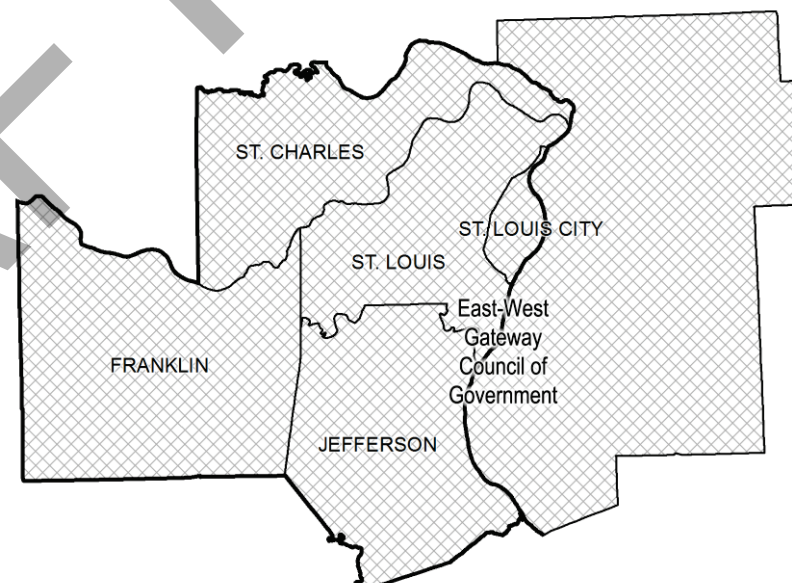 ST. CHARLES
ST. LOUIS CITY
ST. LOUIS
East-West
Gateway
Council of
Government
FRANKLIN
JEFFERSON